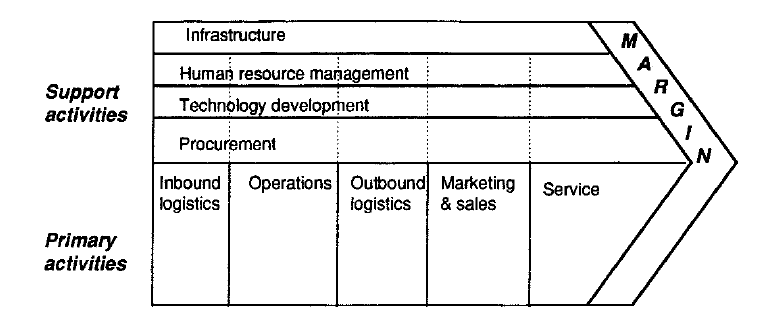 Infrastructure
Human resource management
Support
activities
Technology development
Procurement
MARGIN
Inbound
logistics
Operations
Outbound
logistics
Marketing
& sales
Service
Primary
activities